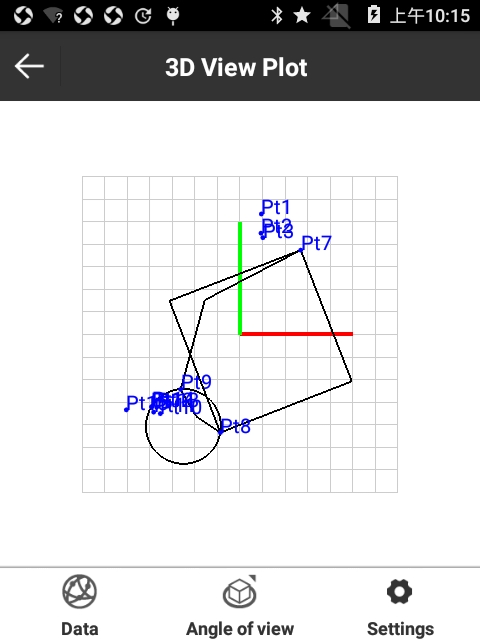 上午10:15
3D View Plot
Pt1
Pt2
Pt3
Pt7
Pt9
Pt8
Data
Angle of view
Settings